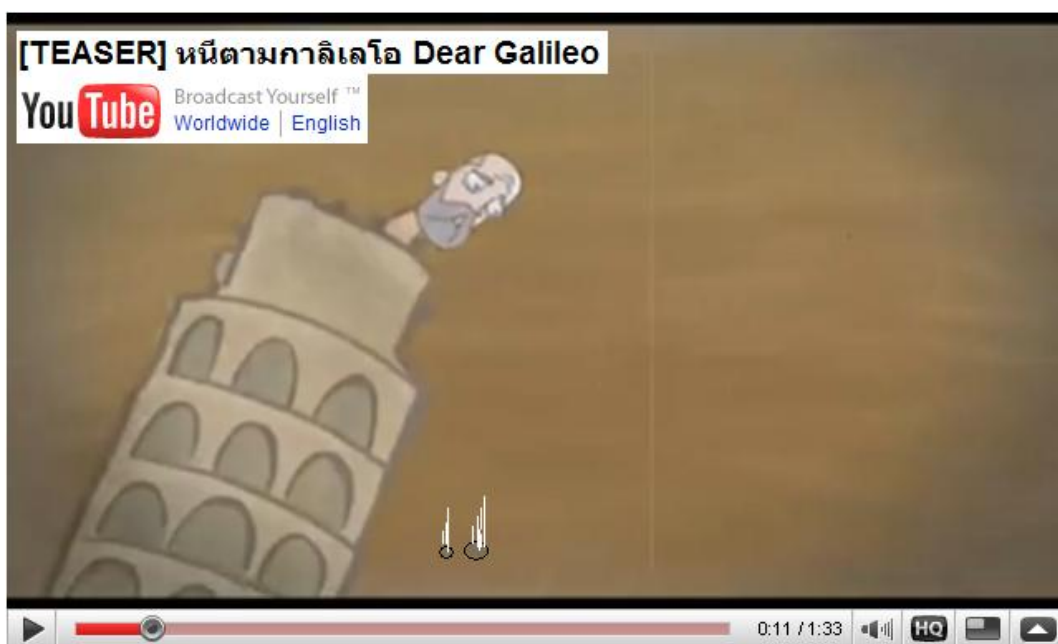 [TEASER] หนีตามกาลิเลโอ Dear Galileo
YouTube Broadcast Yourself ™
Worldwide | English
0:11 / 1:33 HQ